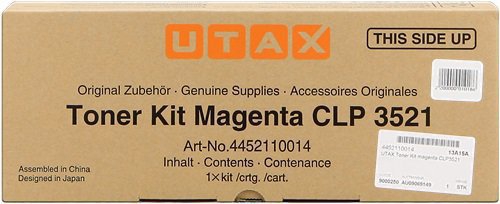 UTAX
THIS SIDE UP
Original Zubehör · Genuine Supplies · Accessoires Originales
Toner Kit Magenta CLP 3521
Art-No.4452110014
Inhalt · Contents · Contenance
1×kit /crtg. /cart.
Assembled in China
Designed in Japan
4452110014 13A15A
UTAX Toner Kit magenta CLP3521
9000250 AU09069149 1 STK